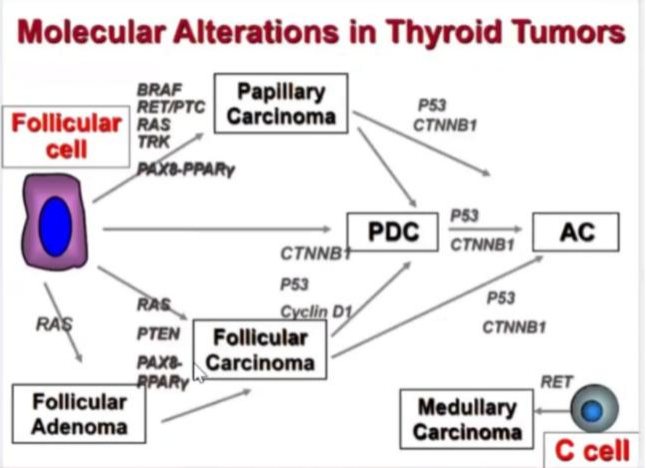 Molecular Alterations in Thyroid Tumors
Follicular
cell
BRAF
RET/PTC
RAS
TRK
PAX8-PPARγ
Papillary
Carcinoma
P53
CTNNB1
PDC
P53
CTNNB1
AC
CTNNB1
P53
Cyclin D1
RAS
RAS
PTEN
PAX8-
PPARγ
Follicular
Carcinoma
P53
CTNNB1
Follicular
Adenoma
Medullary
Carcinoma
RET
C cell